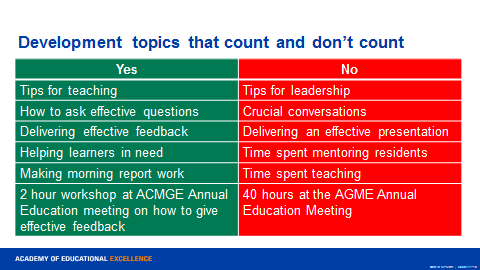 Development topics that count and don't count
Yes
No
Tips for teaching
Tips for leadership
How to ask effective questions
Crucial conversations
Delivering effective feedback
Delivering an effective presentation
Helping learners in need
Time spent mentoring residents
Making morning report work
Time spent teaching
2 hour workshop at ACMGE Annual
Education meeting on how to give
effective feedback
40 hours at the AGME Annual
Education Meeting
ACADEMY OF EDUCATIONAL EXCELLENCE